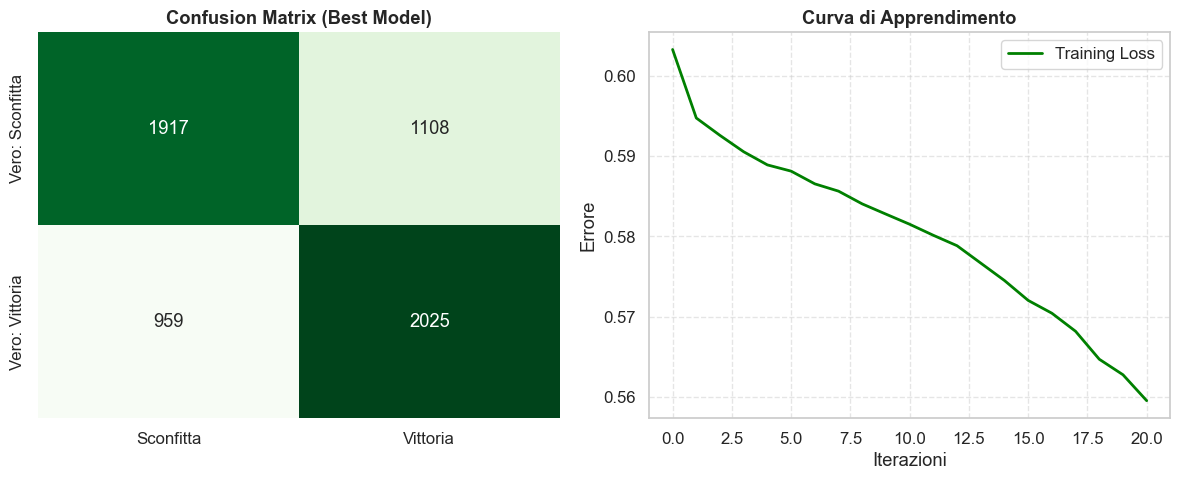 Confusion Matrix (Best Model)
Vero: Sconfitta
1917
1108
Vero: Vittoria
959
2025
Sconfitta
Vittoria
Curva di Apprendimento
Training Loss
Errore
0.60
0.59
0.58
0.57
0.56
0.0
2.5
5.0
7.5
10.0
12.5
15.0
17.5
20.0
Iterazioni